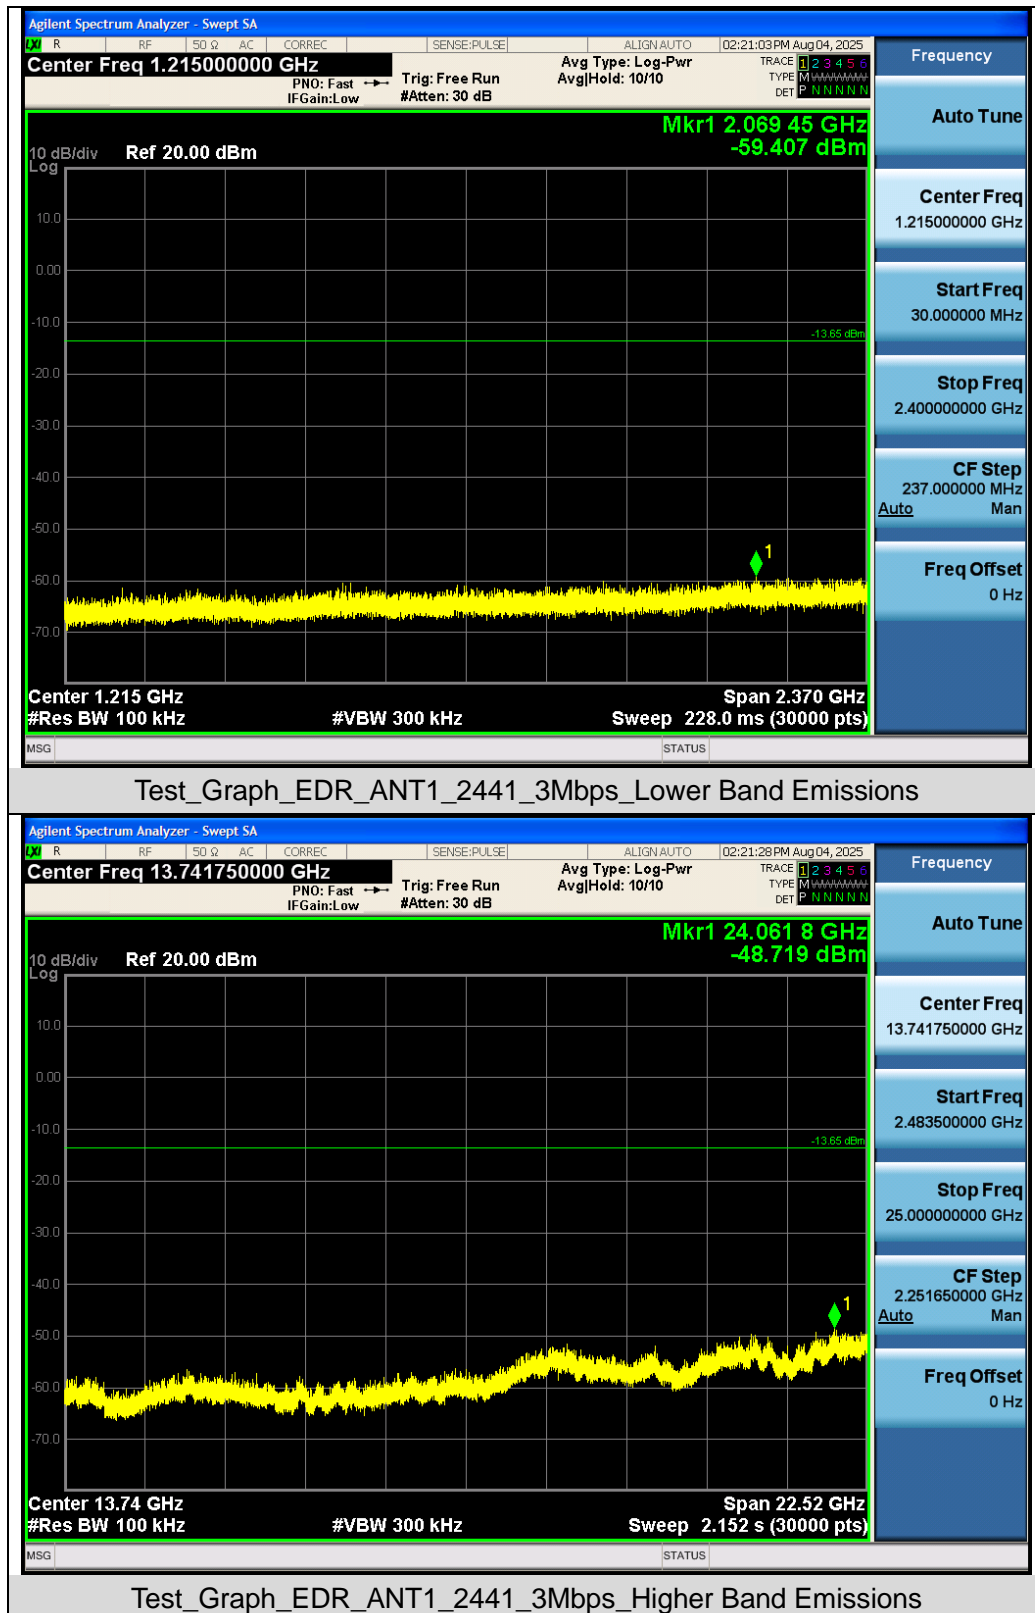 Agilent Spectrum Analyzer - Swept SA
LXI R RF 50 Ω AC CORREC SENSE:PULSE ALIGN AUTO 02:21:03 PM Aug 04, 2025
Center Freq 1.215000000 GHz
PNO: Fast
IFGain:Low
Trig: Free Run
#Atten: 30 dB
Avg Type: Log-Pwr
Avg|Hold: 10/10
TRACE 1 2 3 4 5 6
TYPE M
DET P N N N N N
Mkr1 2.069 45 GHz
-59.407 dBm
10 dB/div Ref 20.00 dBm
Log
10.0
0.00
-10.0
-13.65 dBm
-20.0
-30.0
-40.0
-50.0
1
-60.0
-70.0
Center 1.215 GHz Span 2.370 GHz
#Res BW 100 kHz #VBW 300 kHz Sweep 228.0 ms (30000 pts)
MSG STATUS
Frequency
Auto Tune
Center Freq
1.215000000 GHz
Start Freq
30.000000 MHz
Stop Freq
2.400000000 GHz
CF Step
237.000000 MHz
Auto Man
Freq Offset
0 Hz
Test_Graph_EDR_ANT1_2441_3Mbps_Lower Band Emissions
Agilent Spectrum Analyzer - Swept SA
LXI R RF 50 Ω AC CORREC SENSE:PULSE ALIGN AUTO 02:21:28 PM Aug 04, 2025
Center Freq 13.741750000 GHz
PNO: Fast
IFGain:Low
Trig: Free Run
#Atten: 30 dB
Avg Type: Log-Pwr
Avg|Hold: 10/10
TRACE 1 2 3 4 5 6
TYPE M
DET P N N N N N
Mkr1 24.061 8 GHz
-48.719 dBm
10 dB/div Ref 20.00 dBm
Log
10.0
0.00
-10.0
-13.65 dBm
-20.0
-30.0
-40.0
1
-50.0
-60.0
-70.0
Center 13.74 GHz Span 22.52 GHz
#Res BW 100 kHz #VBW 300 kHz Sweep 2.152 s (30000 pts)
MSG STATUS
Frequency
Auto Tune
Center Freq
13.741750000 GHz
Start Freq
2.483500000 GHz
Stop Freq
25.000000000 GHz
CF Step
2.251650000 GHz
Auto Man
Freq Offset
0 Hz
Test_Graph_EDR_ANT1_2441_3Mbps_Higher Band Emissions